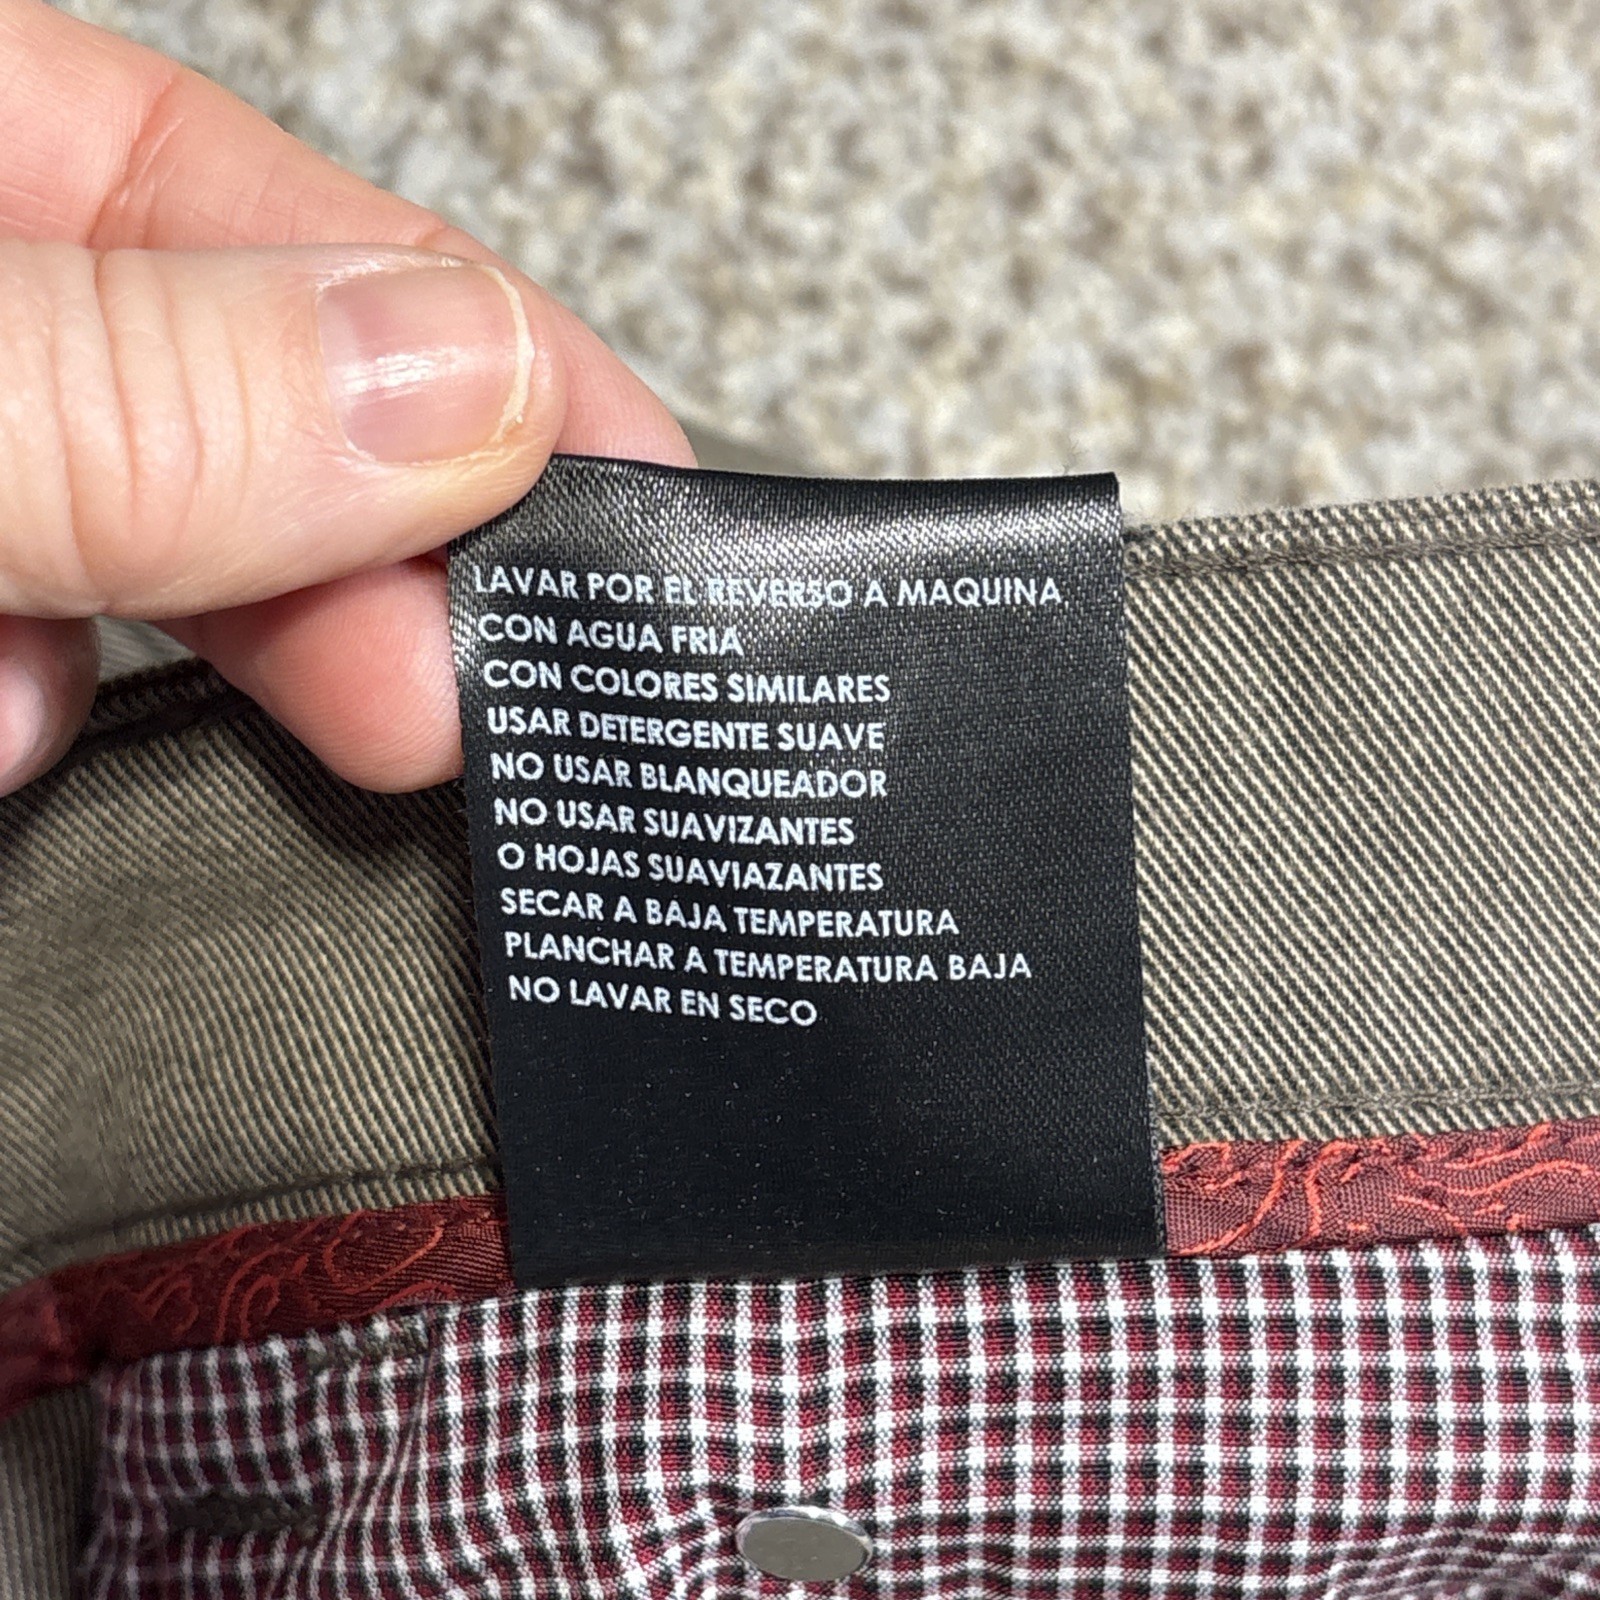 LAVAR POR EL REVERSO A MAQUINA
CON AGUA FRIA
CON COLORES SIMILARES
USAR DETERGENTE SUAVE
NO USAR BLANQUEADOR
NO USAR SUAVIZANTES
O HOJAS SUAVIAZANTES
SECAR A BAJA TEMPERATURA
PLANCHAR A TEMPERATURA BAJA
NO LAVAR EN SECO